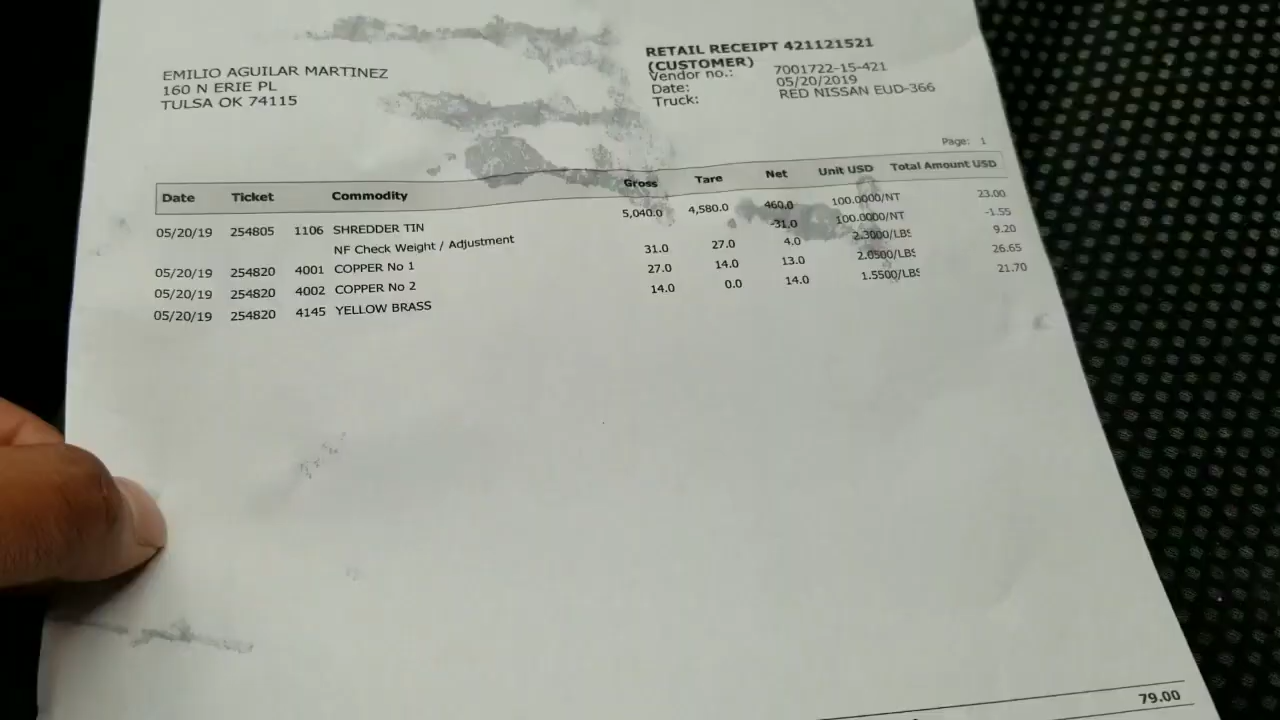 EMILIO AGUILAR MARTINEZ
160 N ERIE PL
TULSA OK 74115
RETAIL RECEIPT 421121521
(CUSTOMER)
Vendor no.: 7001722-15-421
Date: 05/20/2019
Truck: RED NISSAN EUD-366
Page: 1
Date Ticket Commodity Gross Tare Net Unit USD Total Amount USD
05/20/19 254805 1106 SHREDDER TIN 5,040.0 4,580.0 460.0 100.0000/NT 23.00
NF Check Weight / Adjustment -31.0 100.0000/NT -1.55
05/20/19 254820 4001 COPPER No 1 31.0 27.0 4.0 2.3000/LBS 9.20
05/20/19 254820 4002 COPPER No 2 27.0 14.0 13.0 2.0500/LBS 26.65
05/20/19 254820 4145 YELLOW BRASS 14.0 0.0 14.0 1.5500/LBS 21.70
79.00